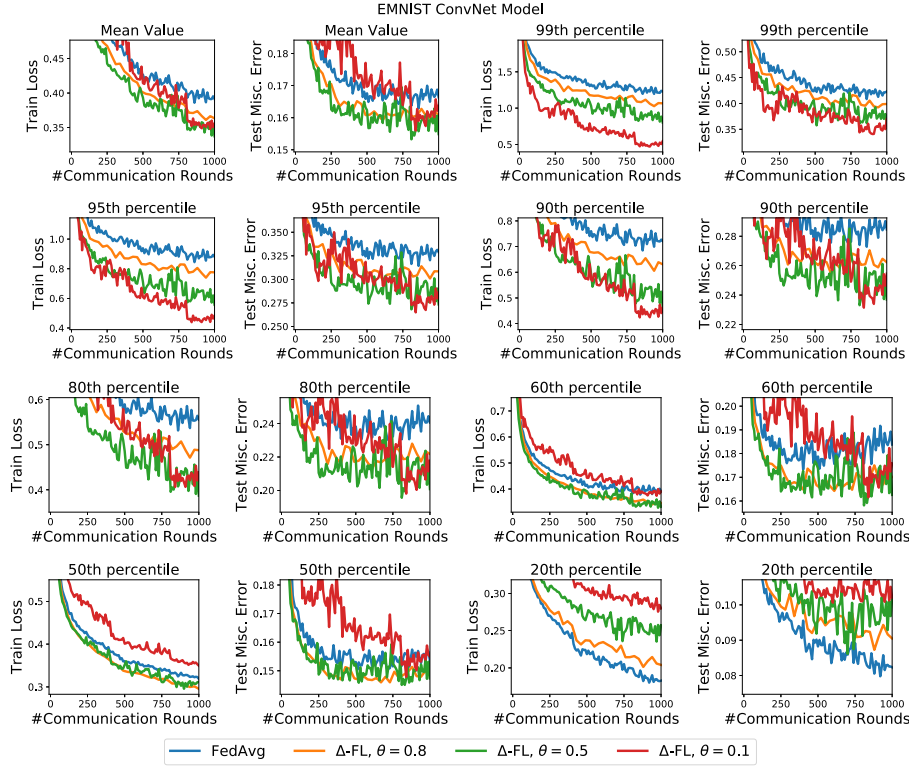 EMNIST ConvNet Model
Mean Value
Mean Value
99th percentile
99th percentile
Train Loss
0.45
0.40
0.35
0 250 500 750 1000
#Communication Rounds
Test Misc. Error
0.18
0.17
0.16
0.15
0 250 500 750 1000
#Communication Rounds
Train Loss
1.5
1.0
0.5
0 250 500 750 1000
#Communication Rounds
Test Misc. Error
0.50
0.45
0.40
0.35
0 250 500 750 1000
#Communication Rounds
95th percentile
95th percentile
90th percentile
90th percentile
Train Loss
1.0
0.8
0.6
0.4
0 250 500 750 1000
#Communication Rounds
Test Misc. Error
0.350
0.325
0.300
0.275
0.250
0 250 500 750 1000
#Communication Rounds
Train Loss
0.8
0.7
0.6
0.5
0.4
0 250 500 750 1000
#Communication Rounds
Test Misc. Error
0.28
0.26
0.24
0.22
0 250 500 750 1000
#Communication Rounds
80th percentile
80th percentile
60th percentile
60th percentile
Train Loss
0.6
0.5
0.4
0 250 500 750 1000
#Communication Rounds
Test Misc. Error
0.24
0.22
0.20
0 250 500 750 1000
#Communication Rounds
Train Loss
0.7
0.6
0.5
0.4
0 250 500 750 1000
#Communication Rounds
Test Misc. Error
0.20
0.19
0.18
0.17
0.16
0 250 500 750 1000
#Communication Rounds
50th percentile
50th percentile
20th percentile
20th percentile
Train Loss
0.5
0.4
0.3
0 250 500 750 1000
#Communication Rounds
Test Misc. Error
0.18
0.17
0.16
0.15
0 250 500 750 1000
#Communication Rounds
Train Loss
0.30
0.20
0 250 500 750 1000
#Communication Rounds
Test Misc. Error
0.10
0.09
0.08
0 250 500 750 1000
#Communication Rounds
FedAvg
Δ-FL, θ = 0.8
Δ-FL, θ = 0.5
Δ-FL, θ = 0.1